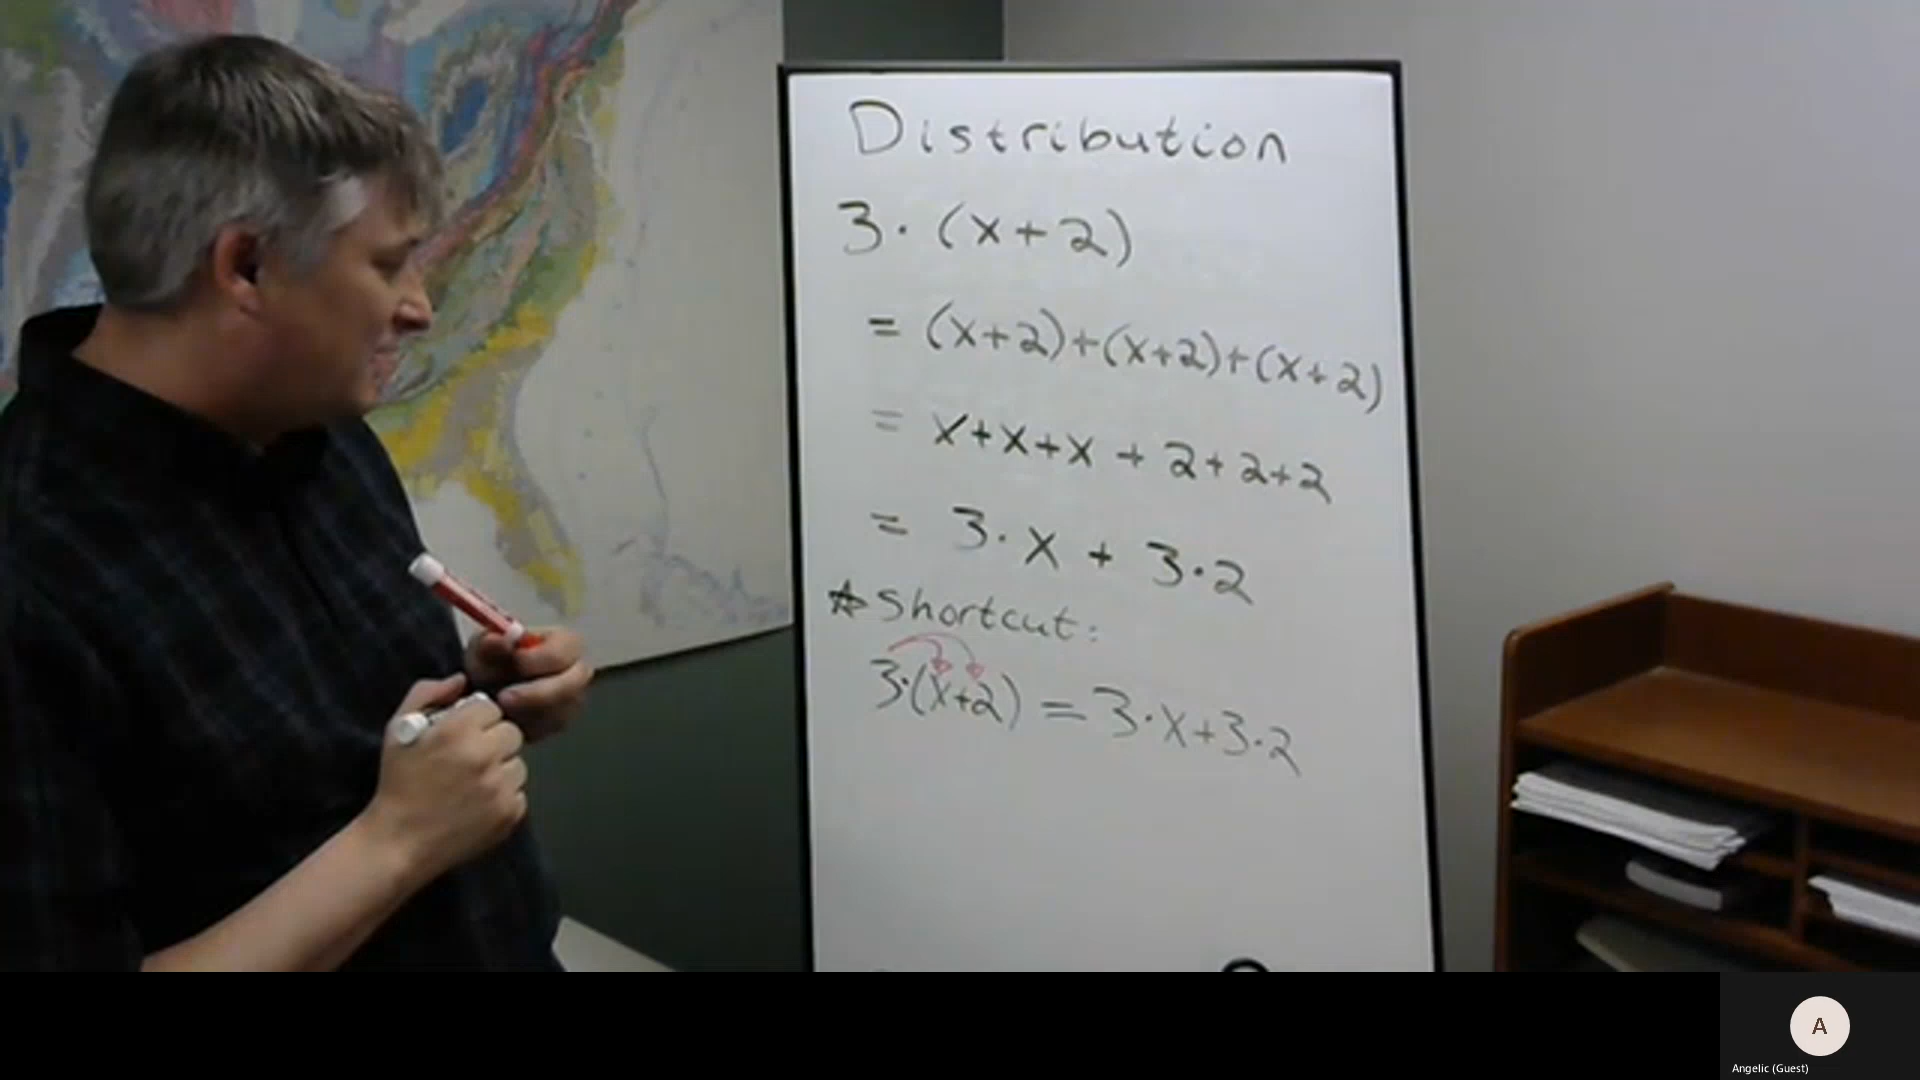 Distribution
3·(x+2)
= (x+2)+(x+2)+(x+2)
= x+x+x + 2+2+2
= 3·x + 3·2
☆ shortcut:
3·(x+2) = 3·x+3·2
A
Angelic (Guest)